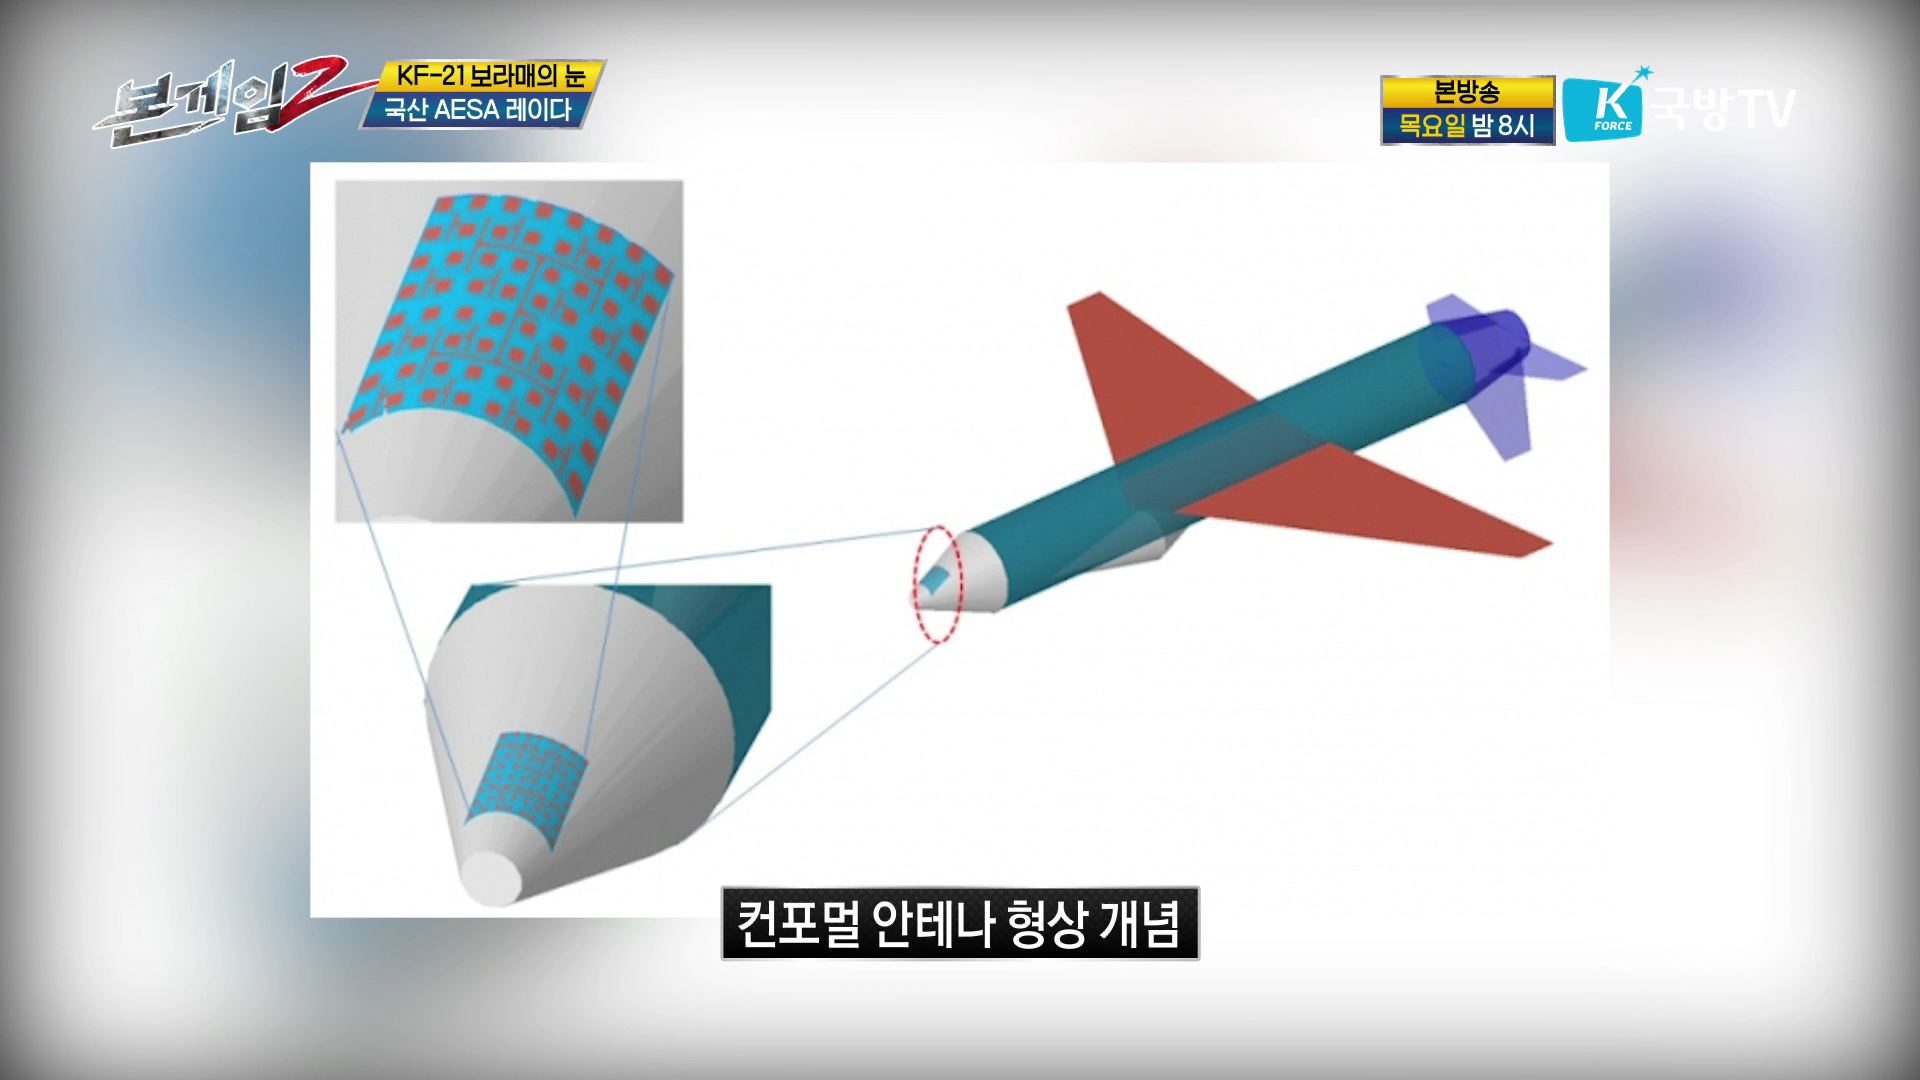 본게임2
KF-21 보라매의 눈
국산 AESA 레이다
본방송
목요일 밤 8시
K
FORCE
국방TV
컨포멀 안테나 형상 개념